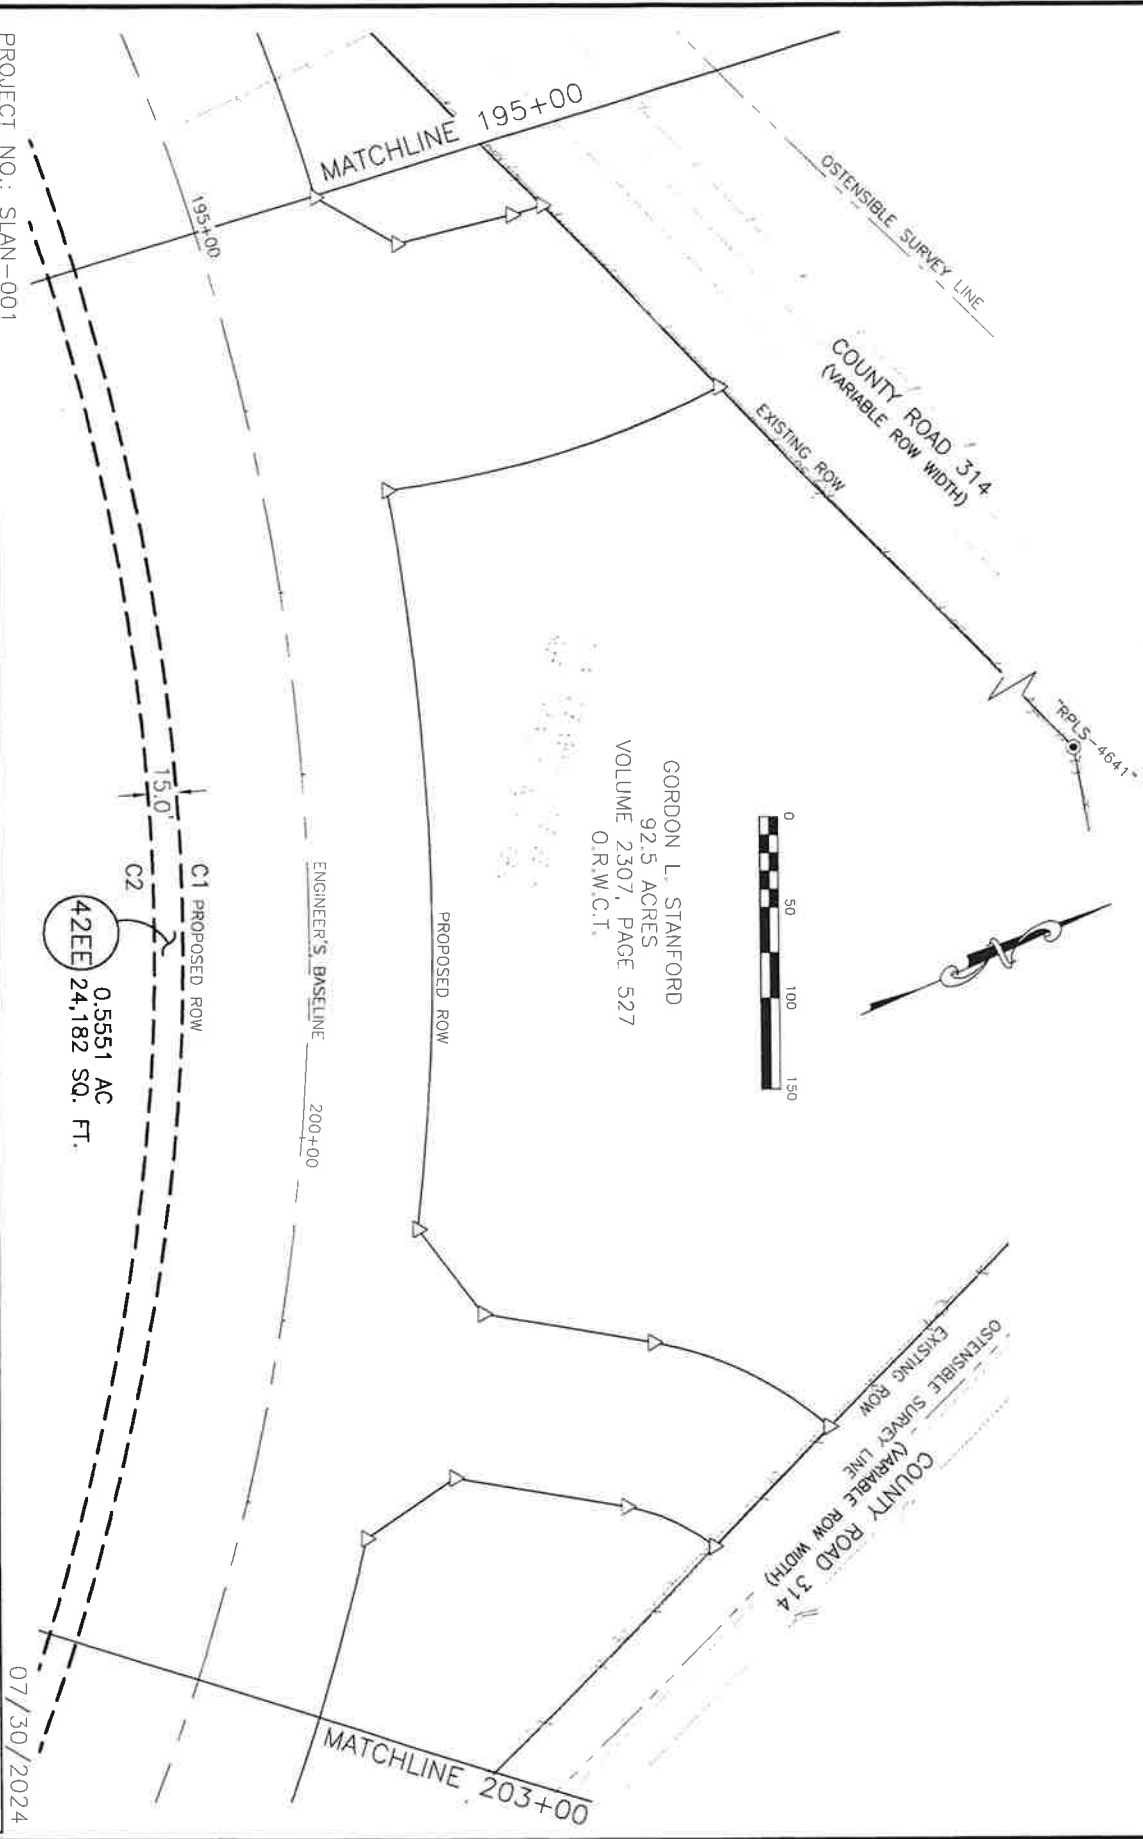 OSTENSIBLE SURVEY LINE
COUNTY ROAD 314
(VARIABLE ROW WIDTH)
EXISTING ROW
"RPLS-4641"
MATCHLINE 195+00
195+00
0 50 100 150
GORDON L. STANFORD
92.5 ACRES
VOLUME 2307, PAGE 527
O.R.W.C.T.
PROPOSED ROW
ENGINEER'S BASELINE
200+00
C1 PROPOSED ROW
15.0'
C2
42EE
0.5551 AC
24,182 SQ. FT.
EXISTING ROW
OSTENSIBLE SURVEY LINE
COUNTY ROAD 314
(VARIABLE ROW WIDTH)
MATCHLINE 203+00
PROJECT NO.: SLAN-001
07/30/2024